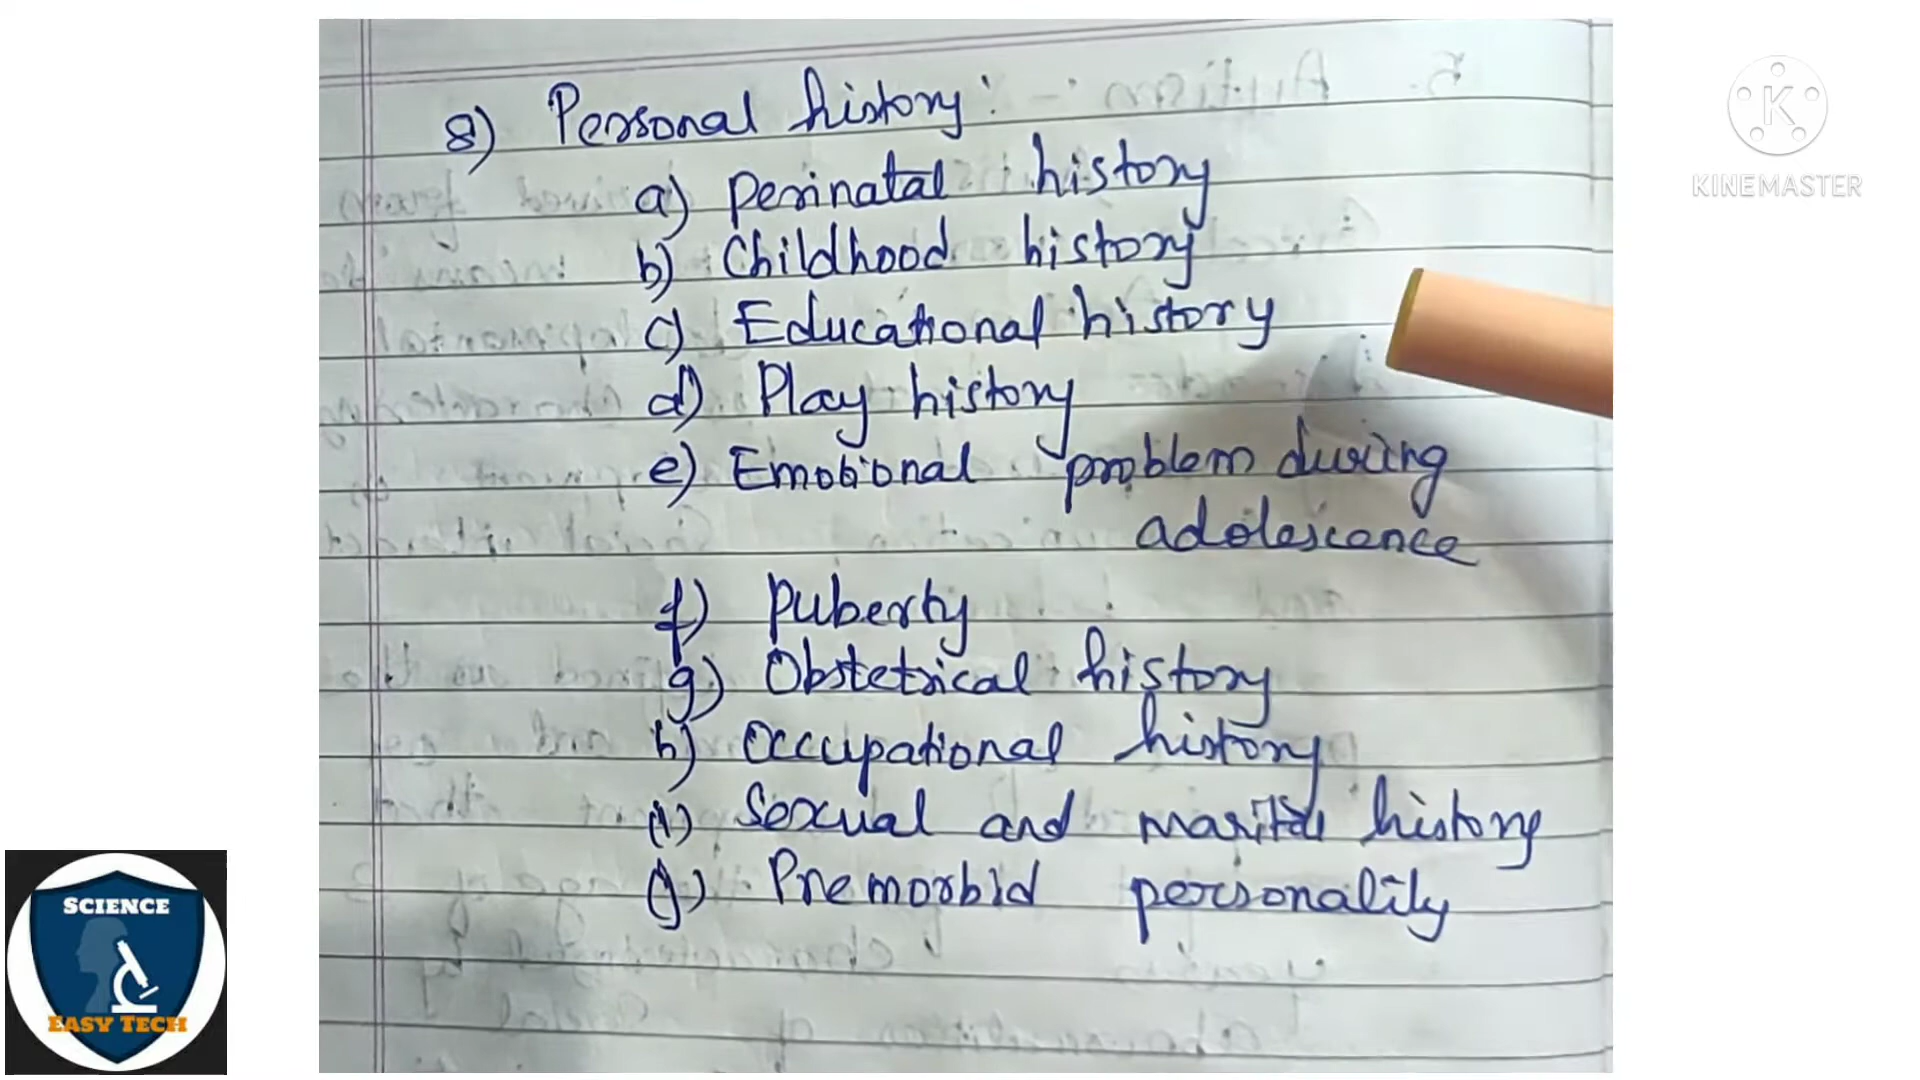 8) Personal history:
a) perinatal history
b) Childhood history
c) Educational history
d) Play history
e) Emotional problem during
adolescence
f) puberty
g) Obstetrical history
h) Occupational history
(i) Sexual and marital history
(j) Premorbid personality
KINEMASTER
SCIENCE
EASY TECH